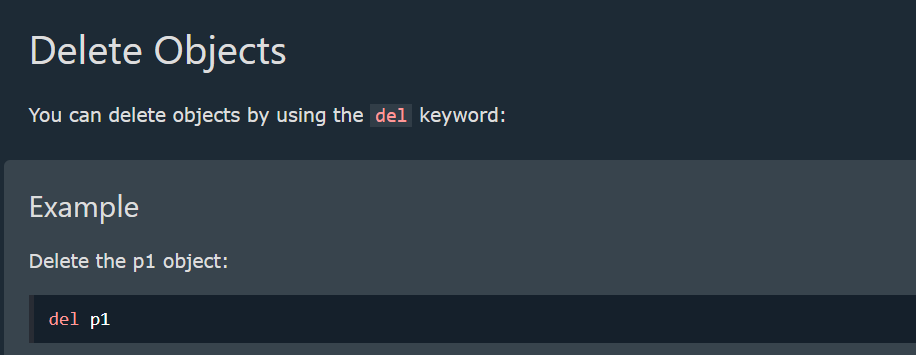 Delete Objects
You can delete objects by using the del keyword:
Example
Delete the p1 object:
del p1